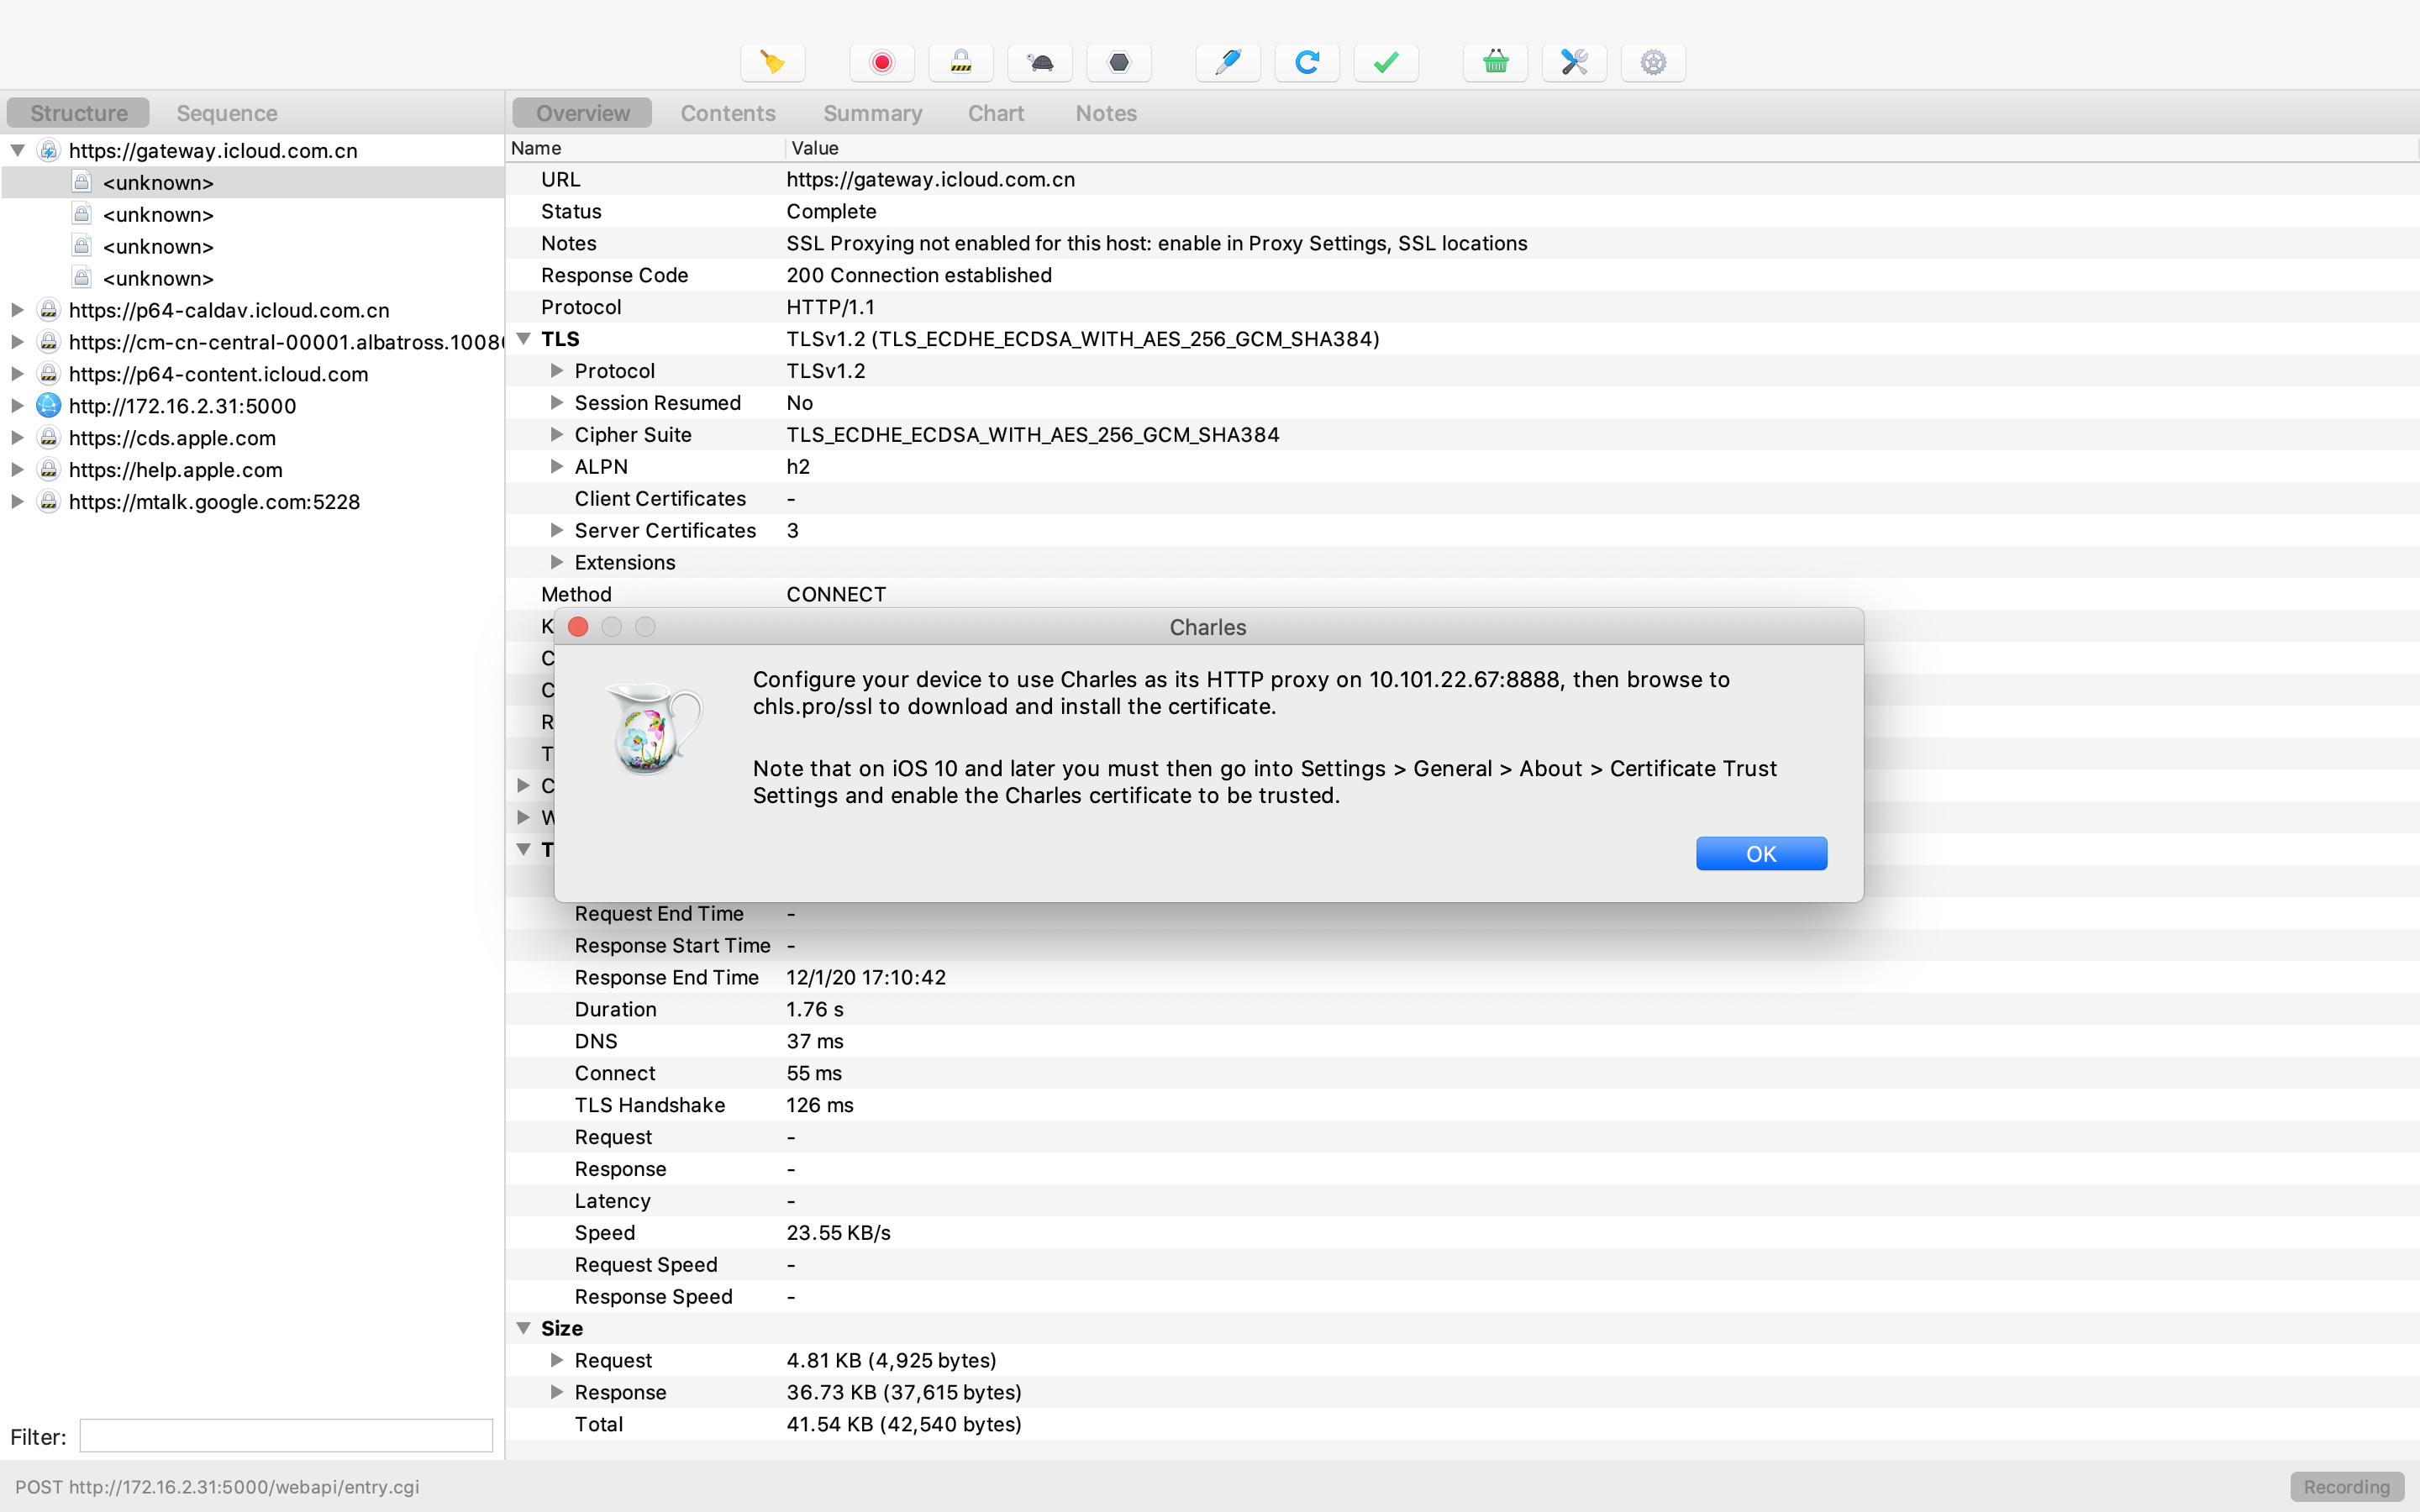 Structure Sequence
Overview Contents Summary Chart Notes
https://gateway.icloud.com.cn
<unknown>
<unknown>
<unknown>
<unknown>
https://p64-caldav.icloud.com.cn
https://cm-cn-central-00001.albatross.1008
https://p64-content.icloud.com
http://172.16.2.31:5000
https://cds.apple.com
https://help.apple.com
https://mtalk.google.com:5228
Filter:
Name Value
URL https://gateway.icloud.com.cn
Status Complete
Notes SSL Proxying not enabled for this host: enable in Proxy Settings, SSL locations
Response Code 200 Connection established
Protocol HTTP/1.1
TLS TLSv1.2 (TLS_ECDHE_ECDSA_WITH_AES_256_GCM_SHA384)
Protocol TLSv1.2
Session Resumed No
Cipher Suite TLS_ECDHE_ECDSA_WITH_AES_256_GCM_SHA384
ALPN h2
Client Certificates -
Server Certificates 3
Extensions
Method CONNECT
K
C
C
R
T
C
W
T
Charles
Configure your device to use Charles as its HTTP proxy on 10.101.22.67:8888, then browse to
chls.pro/ssl to download and install the certificate.
Note that on iOS 10 and later you must then go into Settings > General > About > Certificate Trust
Settings and enable the Charles certificate to be trusted.
OK
Request End Time -
Response Start Time -
Response End Time 12/1/20 17:10:42
Duration 1.76 s
DNS 37 ms
Connect 55 ms
TLS Handshake 126 ms
Request -
Response -
Latency -
Speed 23.55 KB/s
Request Speed -
Response Speed -
Size
Request 4.81 KB (4,925 bytes)
Response 36.73 KB (37,615 bytes)
Total 41.54 KB (42,540 bytes)
POST http://172.16.2.31:5000/webapi/entry.cgi
Recording